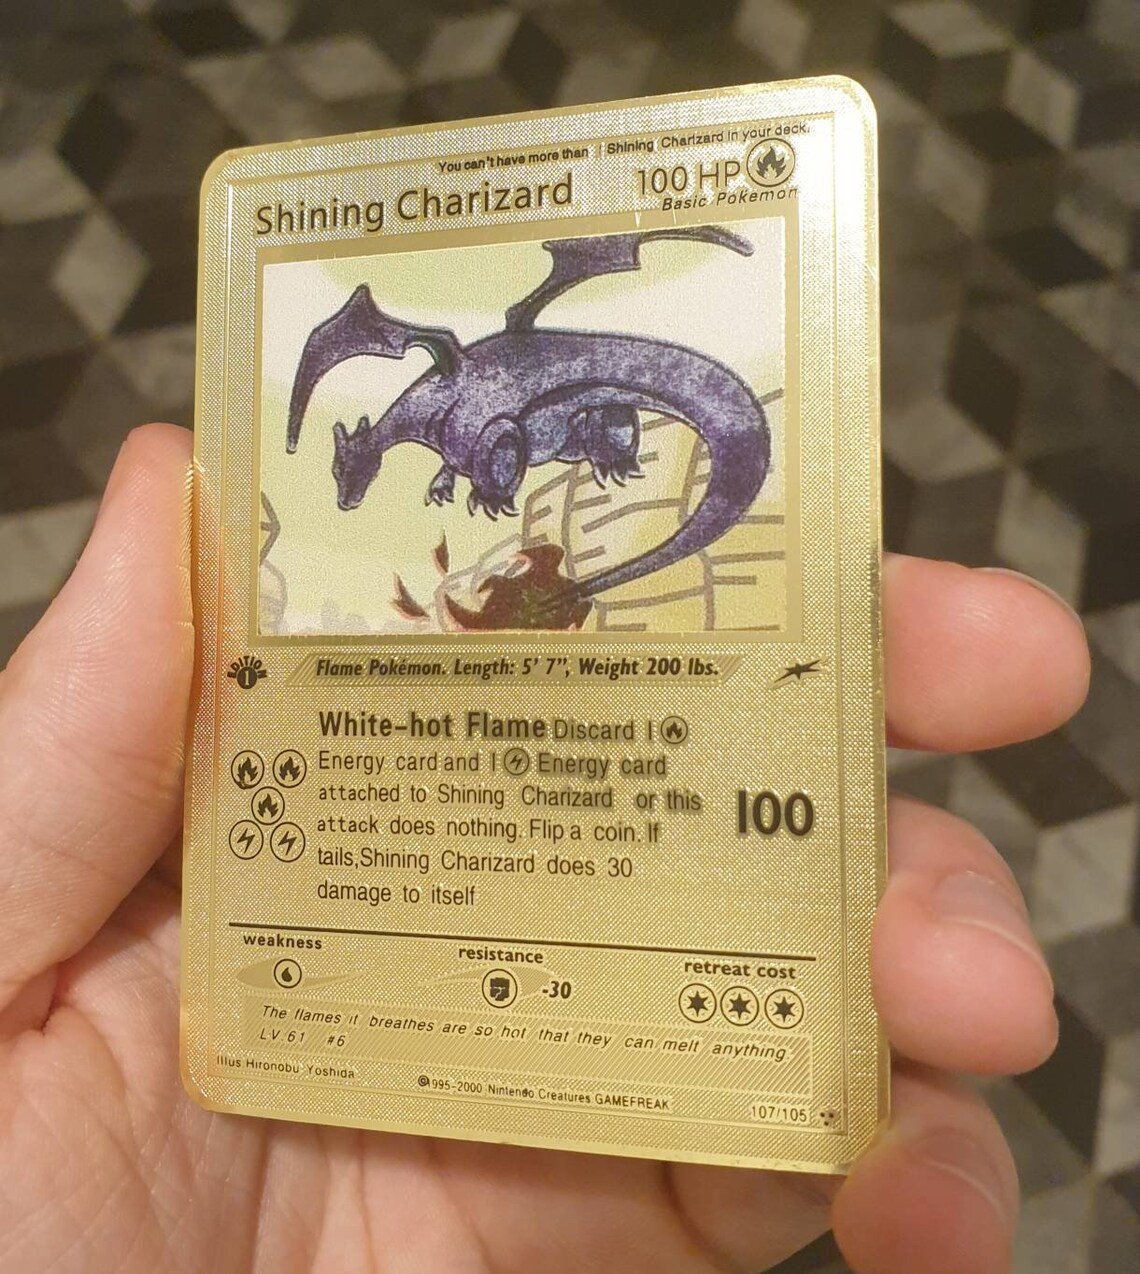 You can't have more than 1 Shining Charizard in your deck.
Shining Charizard 100 HP
Basic Pokemon
EDITION 1
Flame Pokémon. Length: 5' 7", Weight 200 lbs.
White-hot Flame Discard 1
Energy card and 1 Energy card
attached to Shining Charizard or this
attack does nothing. Flip a coin. If
tails,Shining Charizard does 30
damage to itself
100
weakness
resistance
-30
retreat cost
The flames it breathes are so hot that they can melt anything.
LV.61 #6
Illus Hironobu Yoshida
©1995-2000 Nintendo Creatures GAMEFREAK
107/105